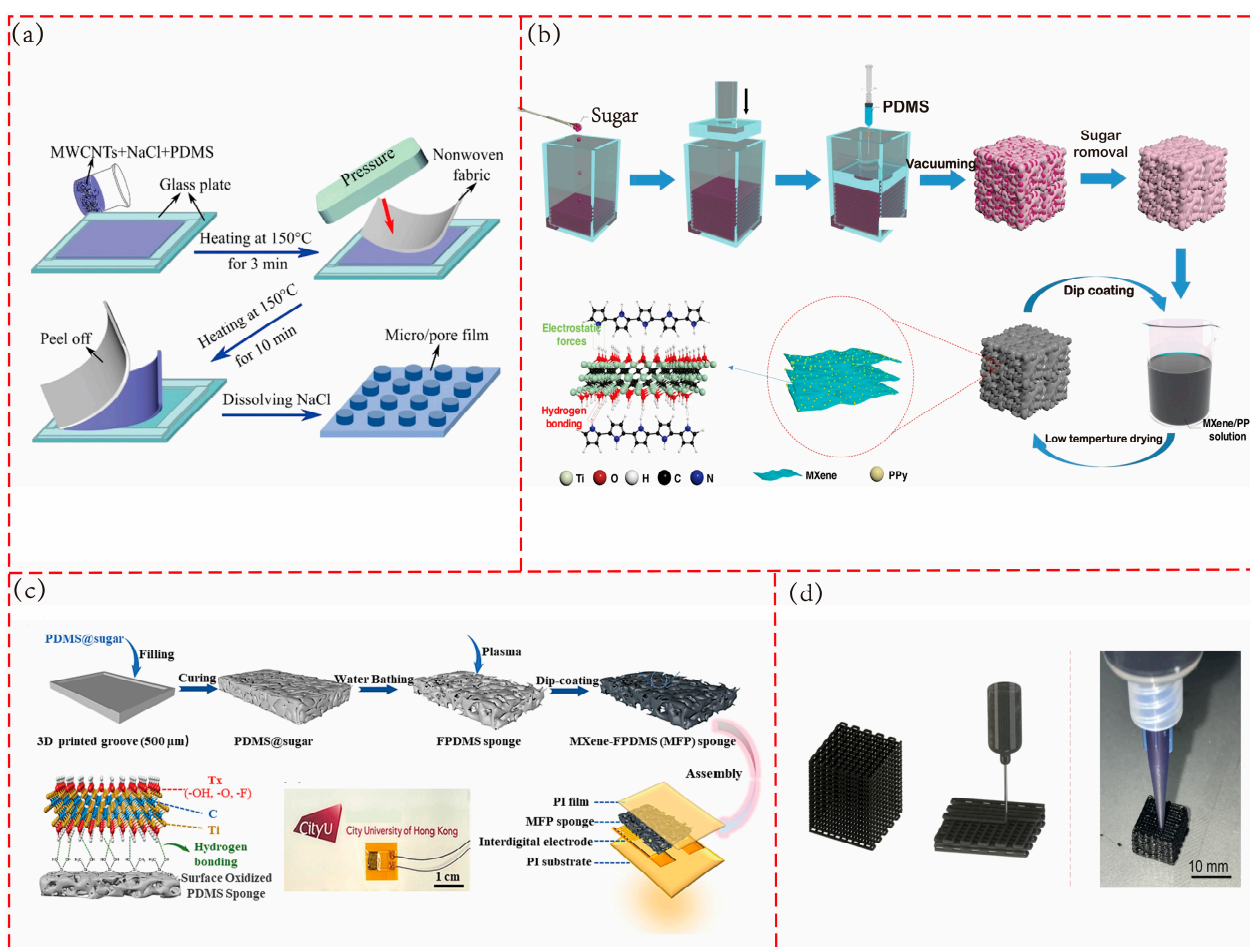 (a)
MWCNTs+NaCl+PDMS
Glass plate
Heating at 150°C
for 3 min
Pressure
Nonwoven
fabric
Heating at 150°C
for 10 min
Peel off
Dissolving NaCl
Micro/pore film
(b)
Sugar
PDMS
Vacuuming
Sugar
romoval
Dip coating
MXene/PP
solution
Low temperture drying
Electrostatic
forces
Hydrogen
bonding
Ti O H C N
MXene
PPy
(c)
PDMS@sugar
Filling
Curing
Water Bathing
Plasma
Dip-coating
3D printed groove (500 μm)
PDMS@sugar
FPDMS sponge
MXene-FPDMS (MFP) sponge
Assembly
Tx
(-OH, -O, -F)
C
Ti
Hydrogen
bonding
Surface Oxidized
PDMS Sponge
CityU
City University of Hong Kong
1 cm
PI film
MFP sponge
Interdigital electrode
PI substrate
(d)
10 mm